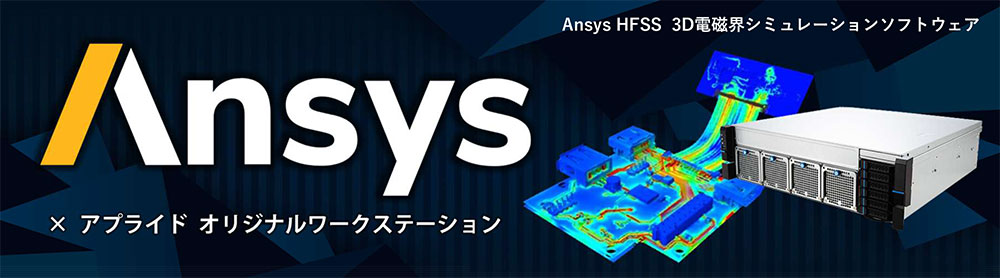 Ansys HFSS 3D電磁界シミュレーションソフトウェア
Ansys
× アプライド オリジナルワークステーション